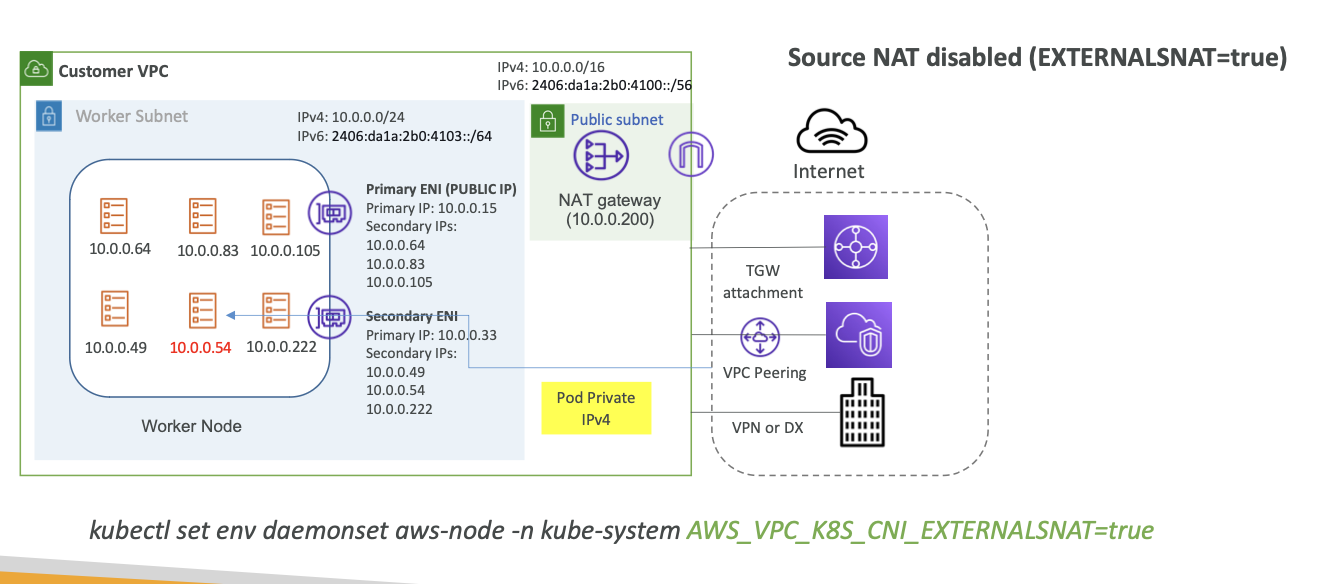 Source NAT disabled (EXTERNALSNAT=true)
Customer VPC
IPv4: 10.0.0.0/16
IPv6: 2406:da1a:2b0:4100::/56
Worker Subnet
IPv4: 10.0.0.0/24
IPv6: 2406:da1a:2b0:4103::/64
Public subnet
NAT gateway
(10.0.0.200)
Internet
10.0.0.64
10.0.0.83
10.0.0.105
10.0.0.49
10.0.0.54
10.0.0.222
Worker Node
Primary ENI (PUBLIC IP)
Primary IP: 10.0.0.15
Secondary IPs:
10.0.0.64
10.0.0.83
10.0.0.105
Secondary ENI
Primary IP: 10.0.0.33
Secondary IPs:
10.0.0.49
10.0.0.54
10.0.0.222
Pod Private
IPv4
TGW
attachment
VPC Peering
VPN or DX
kubectl set env daemonset aws-node -n kube-system AWS_VPC_K8S_CNI_EXTERNALSNAT=true